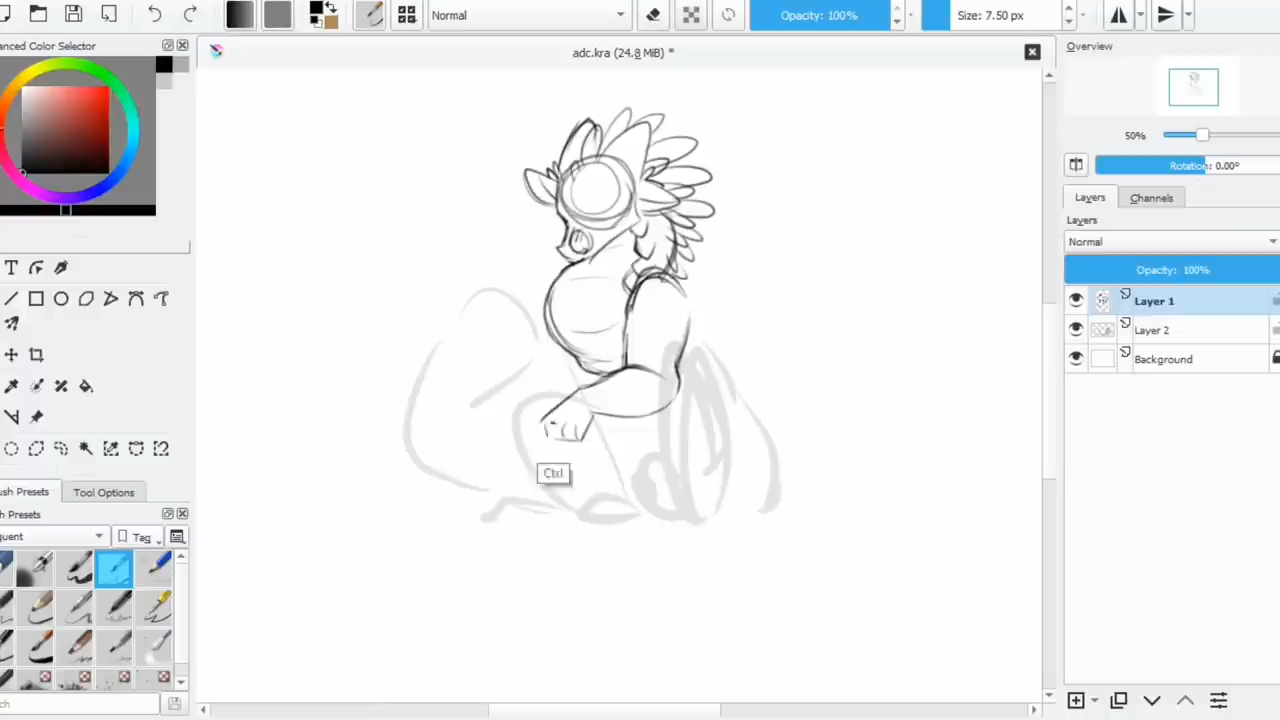 Normal
Opacity: 100%
Size: 7.50 px
anced Color Selector
adc.kra (24.8 MiB) *
Overview
50%
Rotation: 0.00°
Layers
Channels
Layers
Normal
Opacity: 100%
Layer 1
Layer 2
Background
Ctrl
ush Presets
Tool Options
sh Presets
quent
Tag
ch